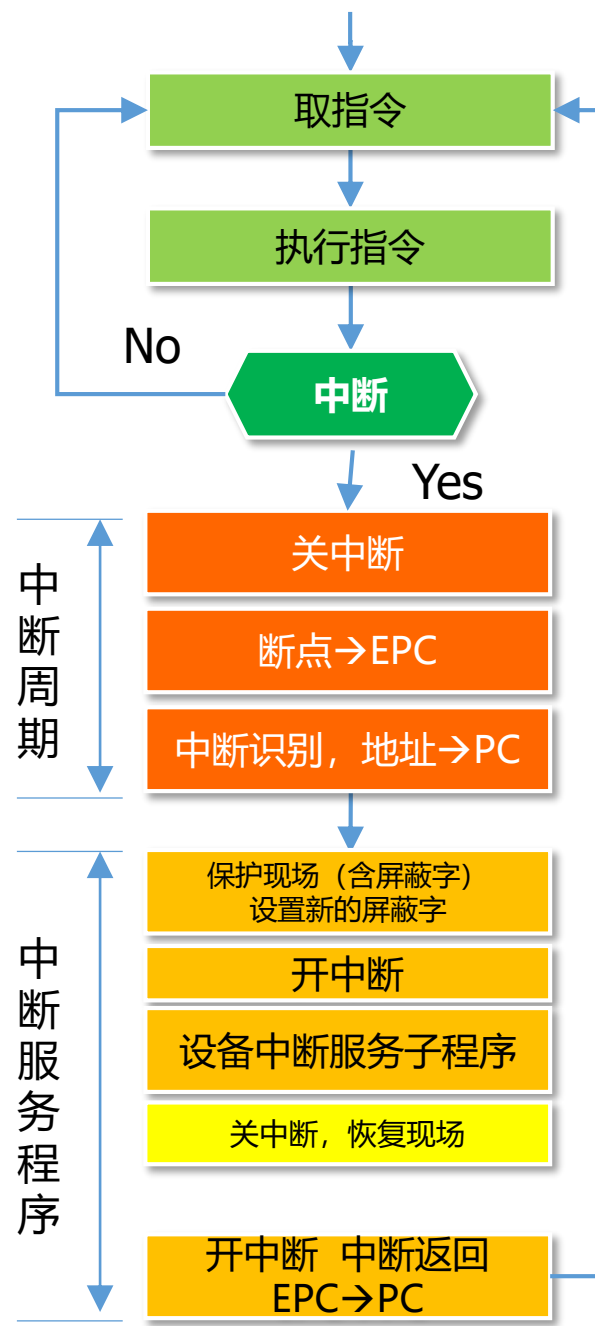 取指令
执行指令
No
中断
Yes
中断周期
关中断
断点→EPC
中断识别，地址→PC
中断服务程序
保护现场（含屏蔽字）
设置新的屏蔽字
开中断
设备中断服务子程序
关中断，恢复现场
开中断 中断返回
EPC→PC